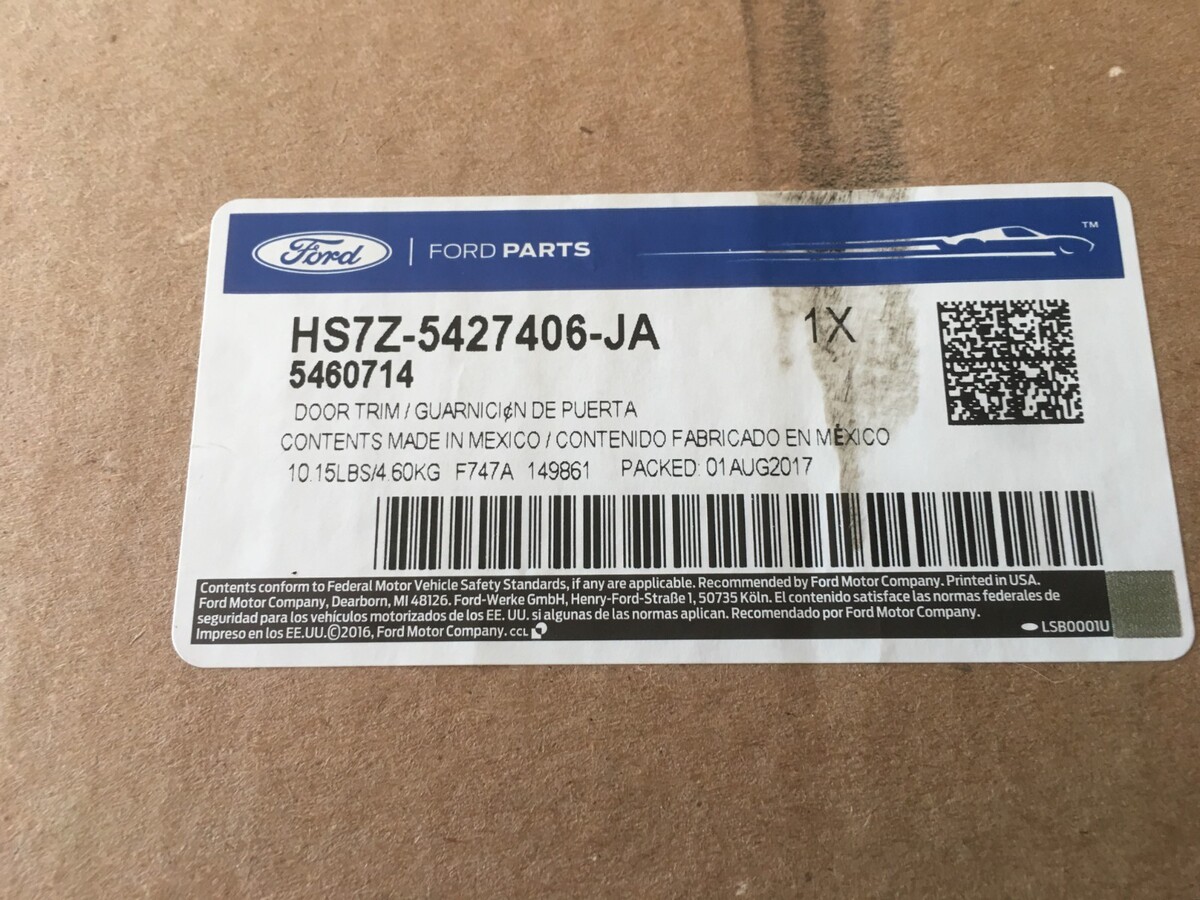 Ford | FORD PARTS ™
HS7Z-5427406-JA 1X
5460714
DOOR TRIM / GUARNICI¢N DE PUERTA
CONTENTS MADE IN MEXICO / CONTENIDO FABRICADO EN MÉXICO
10.15LBS/4.60KG F747A 149861 PACKED: 01AUG2017
Contents conform to Federal Motor Vehicle Safety Standards, if any are applicable. Recommended by Ford Motor Company. Printed in USA.
Ford Motor Company, Dearborn, MI 48126. Ford-Werke GmbH, Henry-Ford-Straße 1, 50735 Köln. El contenido satisface las normas federales de
seguridad para los vehículos motorizados de los EE. UU. si algunas de las normas aplican. Recomendado por Ford Motor Company.
Impreso en los EE.UU.©2016, Ford Motor Company. CCL
LSB0001U